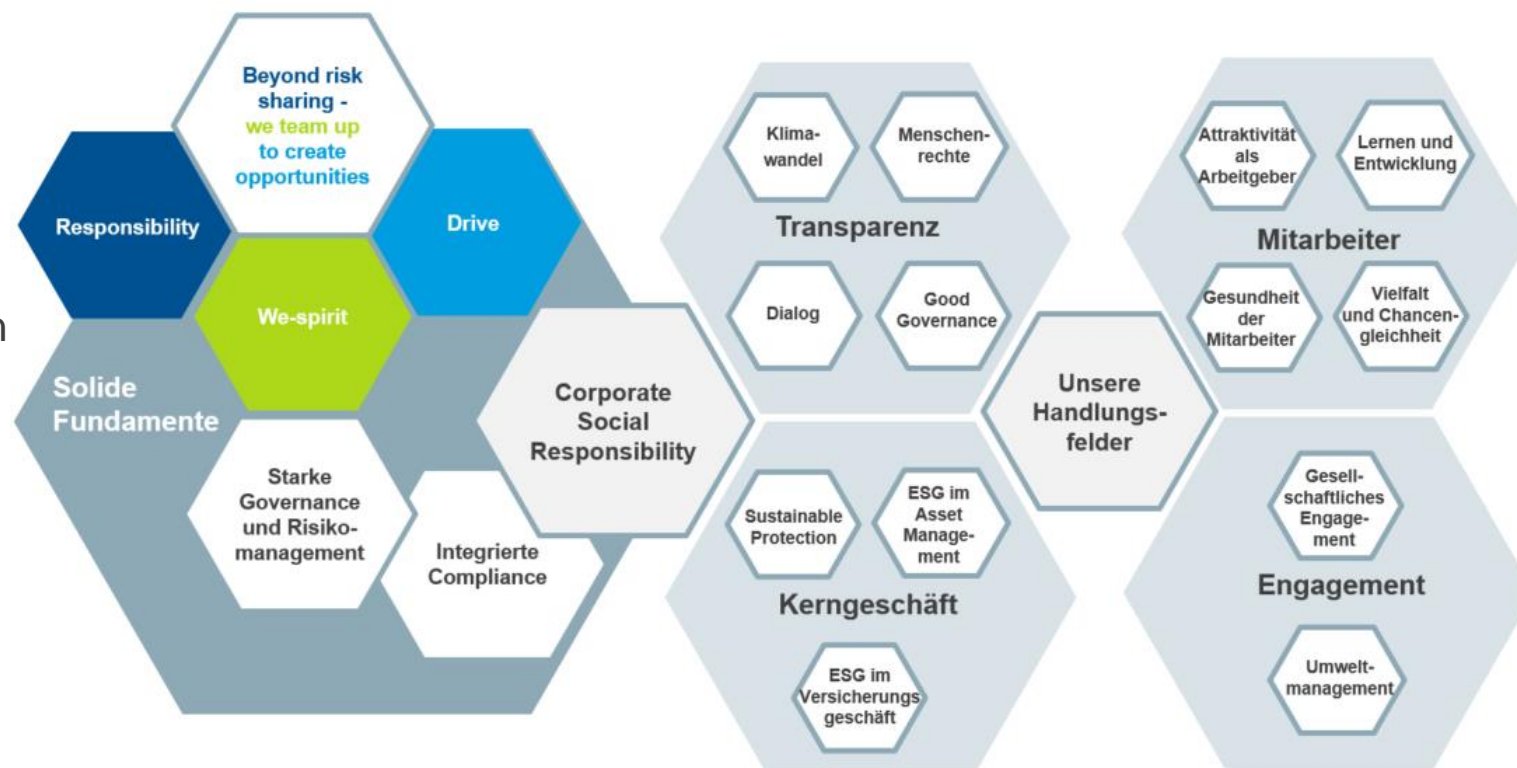 Beyond risk
sharing -
we team up
to create
opportunities
Responsibility
Drive
We-spirit
Solide
Fundamente
Starke
Governance
und Risiko-
management
Integrierte
Compliance
Corporate
Social
Responsibility
Klima-
wandel
Menschen-
rechte
Transparenz
Dialog
Good
Governance
Sustainable
Protection
ESG im
Asset
Manage-
ment
Kerngeschäft
ESG im
Versicherungs
geschäft
Unsere
Handlungs-
felder
Attraktivität
als
Arbeitgeber
Lernen und
Entwicklung
Mitarbeiter
Gesundheit
der
Mitarbeiter
Vielfalt
und Chancen-
gleichheit
Gesell-
schaftliches
Engage-
ment
Engagement
Umwelt-
management